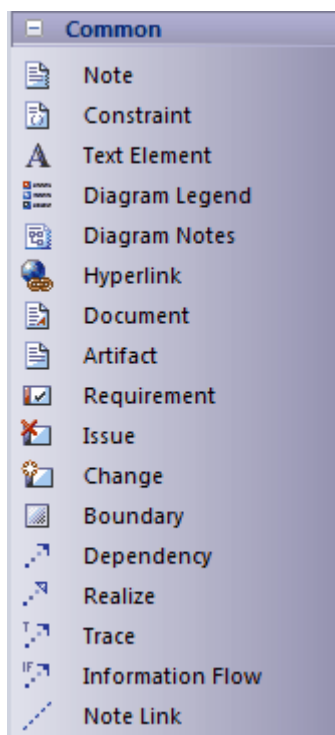 Common
Note
Constraint
Text Element
Diagram Legend
Diagram Notes
Hyperlink
Document
Artifact
Requirement
Issue
Change
Boundary
Dependency
Realize
T Trace
IF Information Flow
Note Link